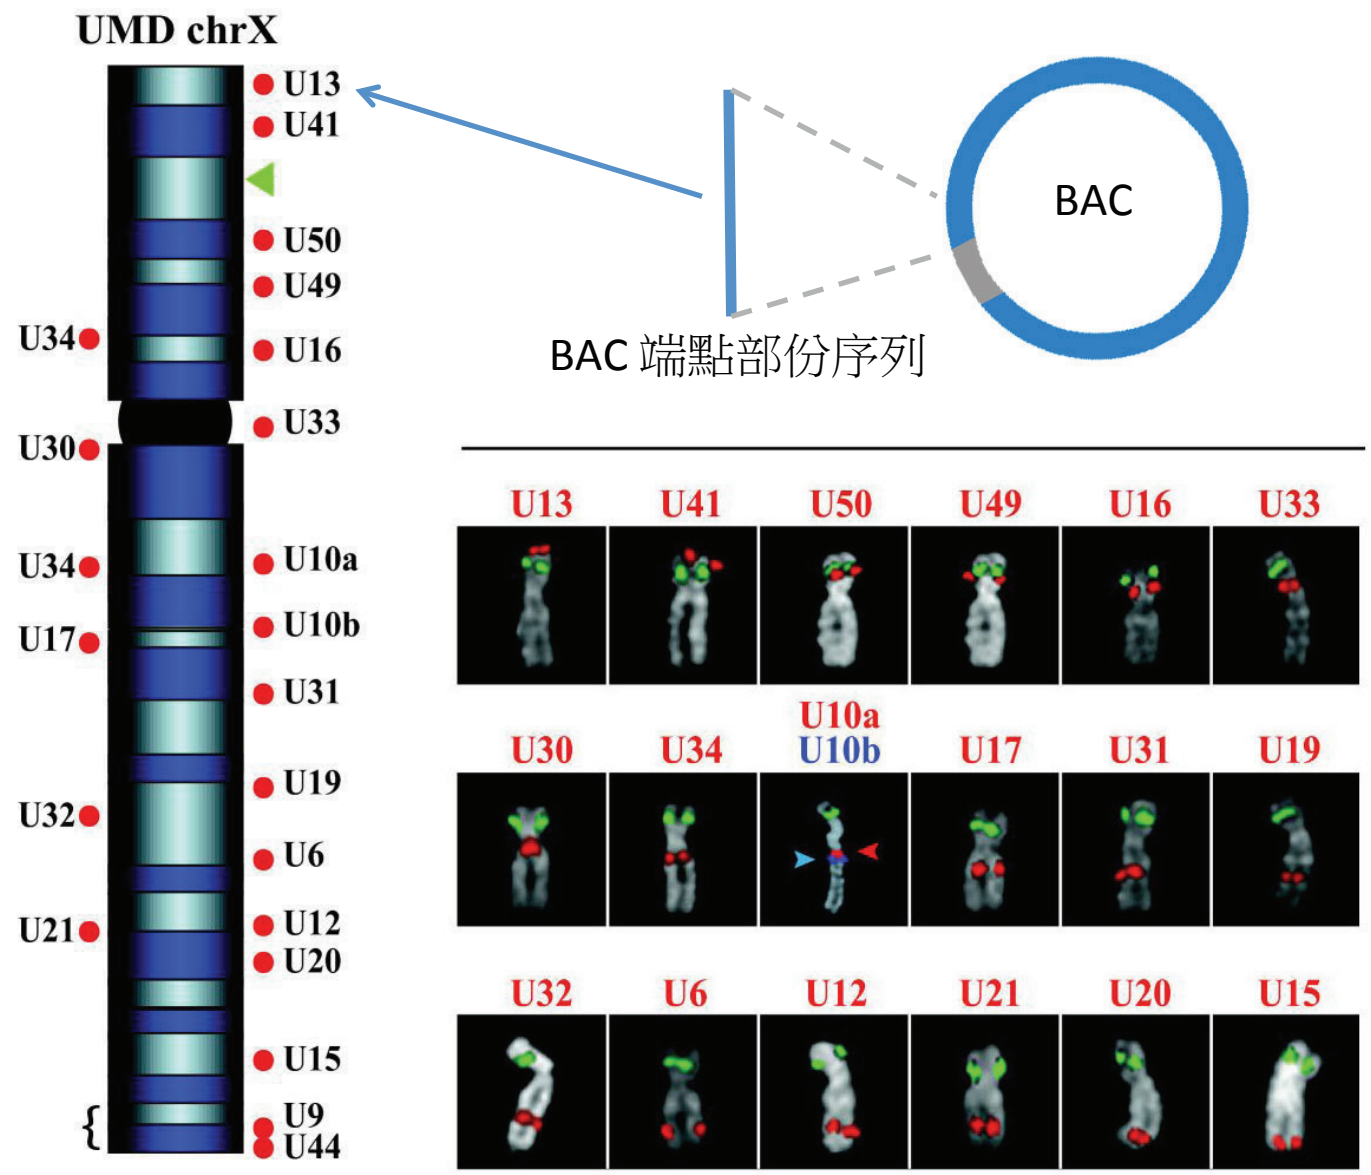 UMD chrX
U13
U41
U50
U49
U34
U16
U33
U30
U34
U10a
U10b
U17
U31
U19
U32
U6
U12
U21
U20
U15
{
U9
U44
BAC
BAC 端點部份序列
U13 U41 U50 U49 U16 U33
U10a
U30 U34 U10b U17 U31 U19
U32 U6 U12 U21 U20 U15